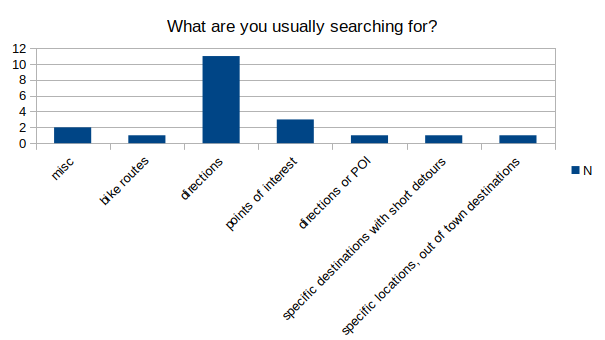 What are you usually searching for?
12
10
8
6
4
2
0
misc
bike routes
directions
points of interest
directions or POI
specific destinations with short detours
specific locations, out of town destinations
N